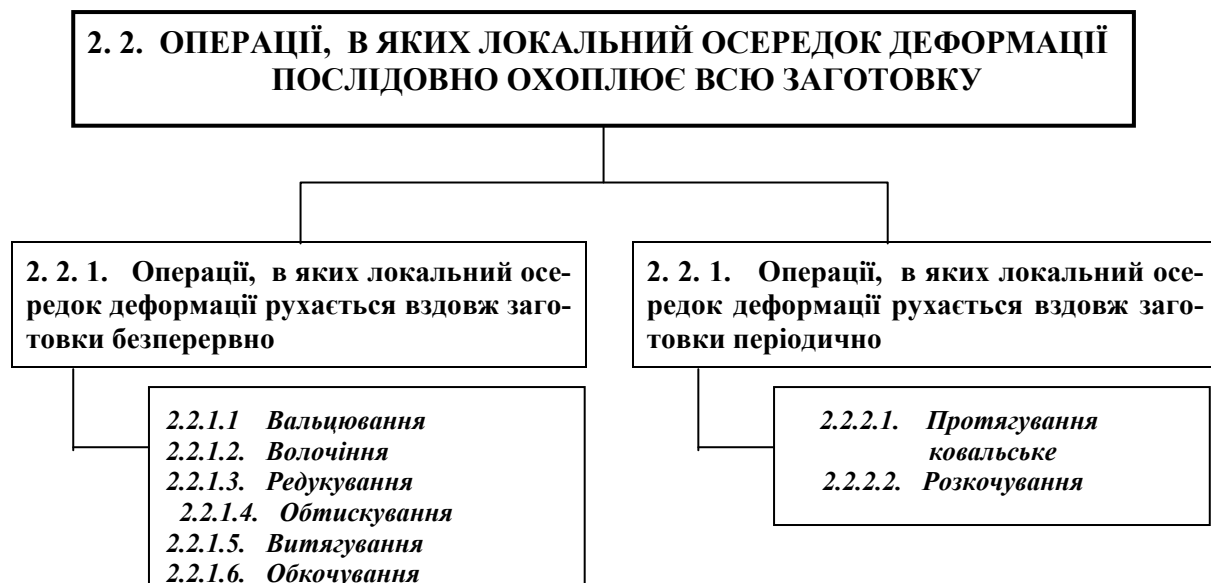 2. 2. ОПЕРАЦІЇ, В ЯКИХ ЛОКАЛЬНИЙ ОСЕРЕДОК ДЕФОРМАЦІЇ
ПОСЛІДОВНО ОХОПЛЮЄ ВСЮ ЗАГОТОВКУ
2. 2. 1. Операції, в яких локальний осе-
редок деформації рухається вздовж заго-
товки безперервно
2.2.1.1 Вальцювання
2.2.1.2. Волочіння
2.2.1.3. Редукування
2.2.1.4. Обтискування
2.2.1.5. Витягування
2.2.1.6. Обкочування
2. 2. 1. Операції, в яких локальний осе-
редок деформації рухається вздовж заго-
товки періодично
2.2.2.1. Протягування
ковальське
2.2.2.2. Розкочування